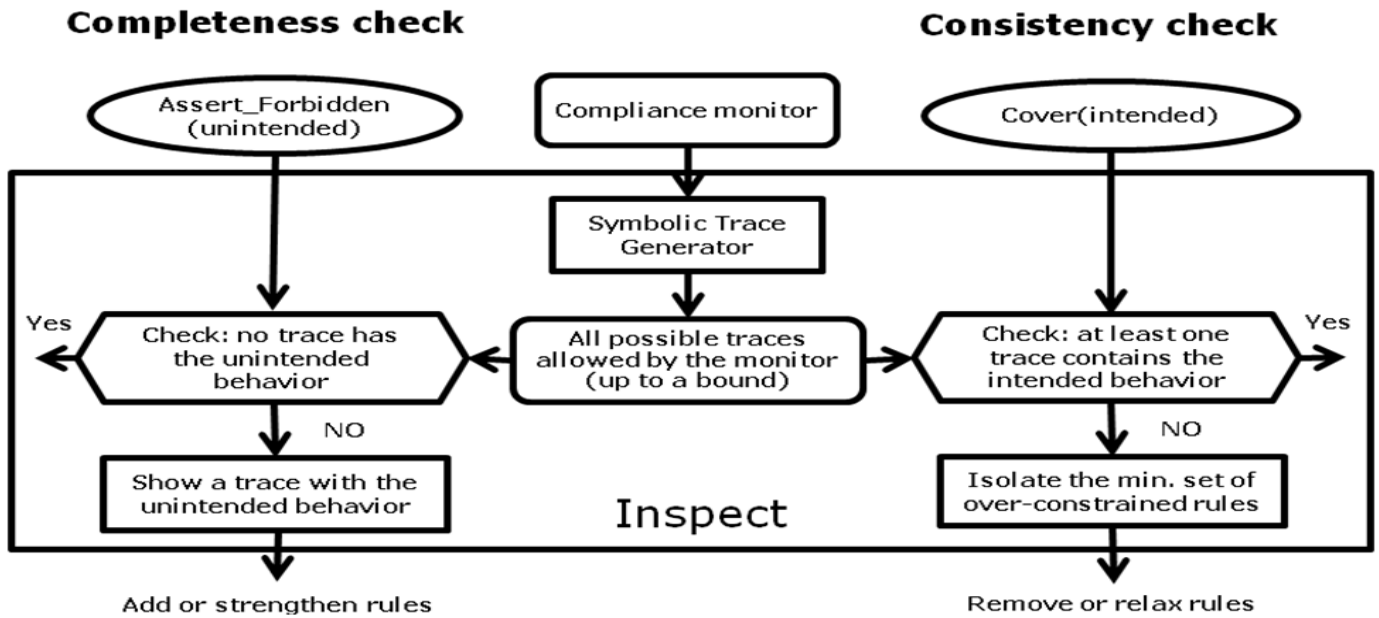 Completeness check
Consistency check
Assert_Forbidden
(unintended)
Compliance monitor
Cover(intended)
Symbolic Trace
Generator
Yes
Check: no trace has
the unintended
behavior
All possible traces
allowed by the monitor
(up to a bound)
Check: at least one
trace contains the
intended behavior
Yes
NO
NO
Show a trace with the
unintended behavior
Inspect
Isolate the min. set of
over-constrained rules
Add or strengthen rules
Remove or relax rules